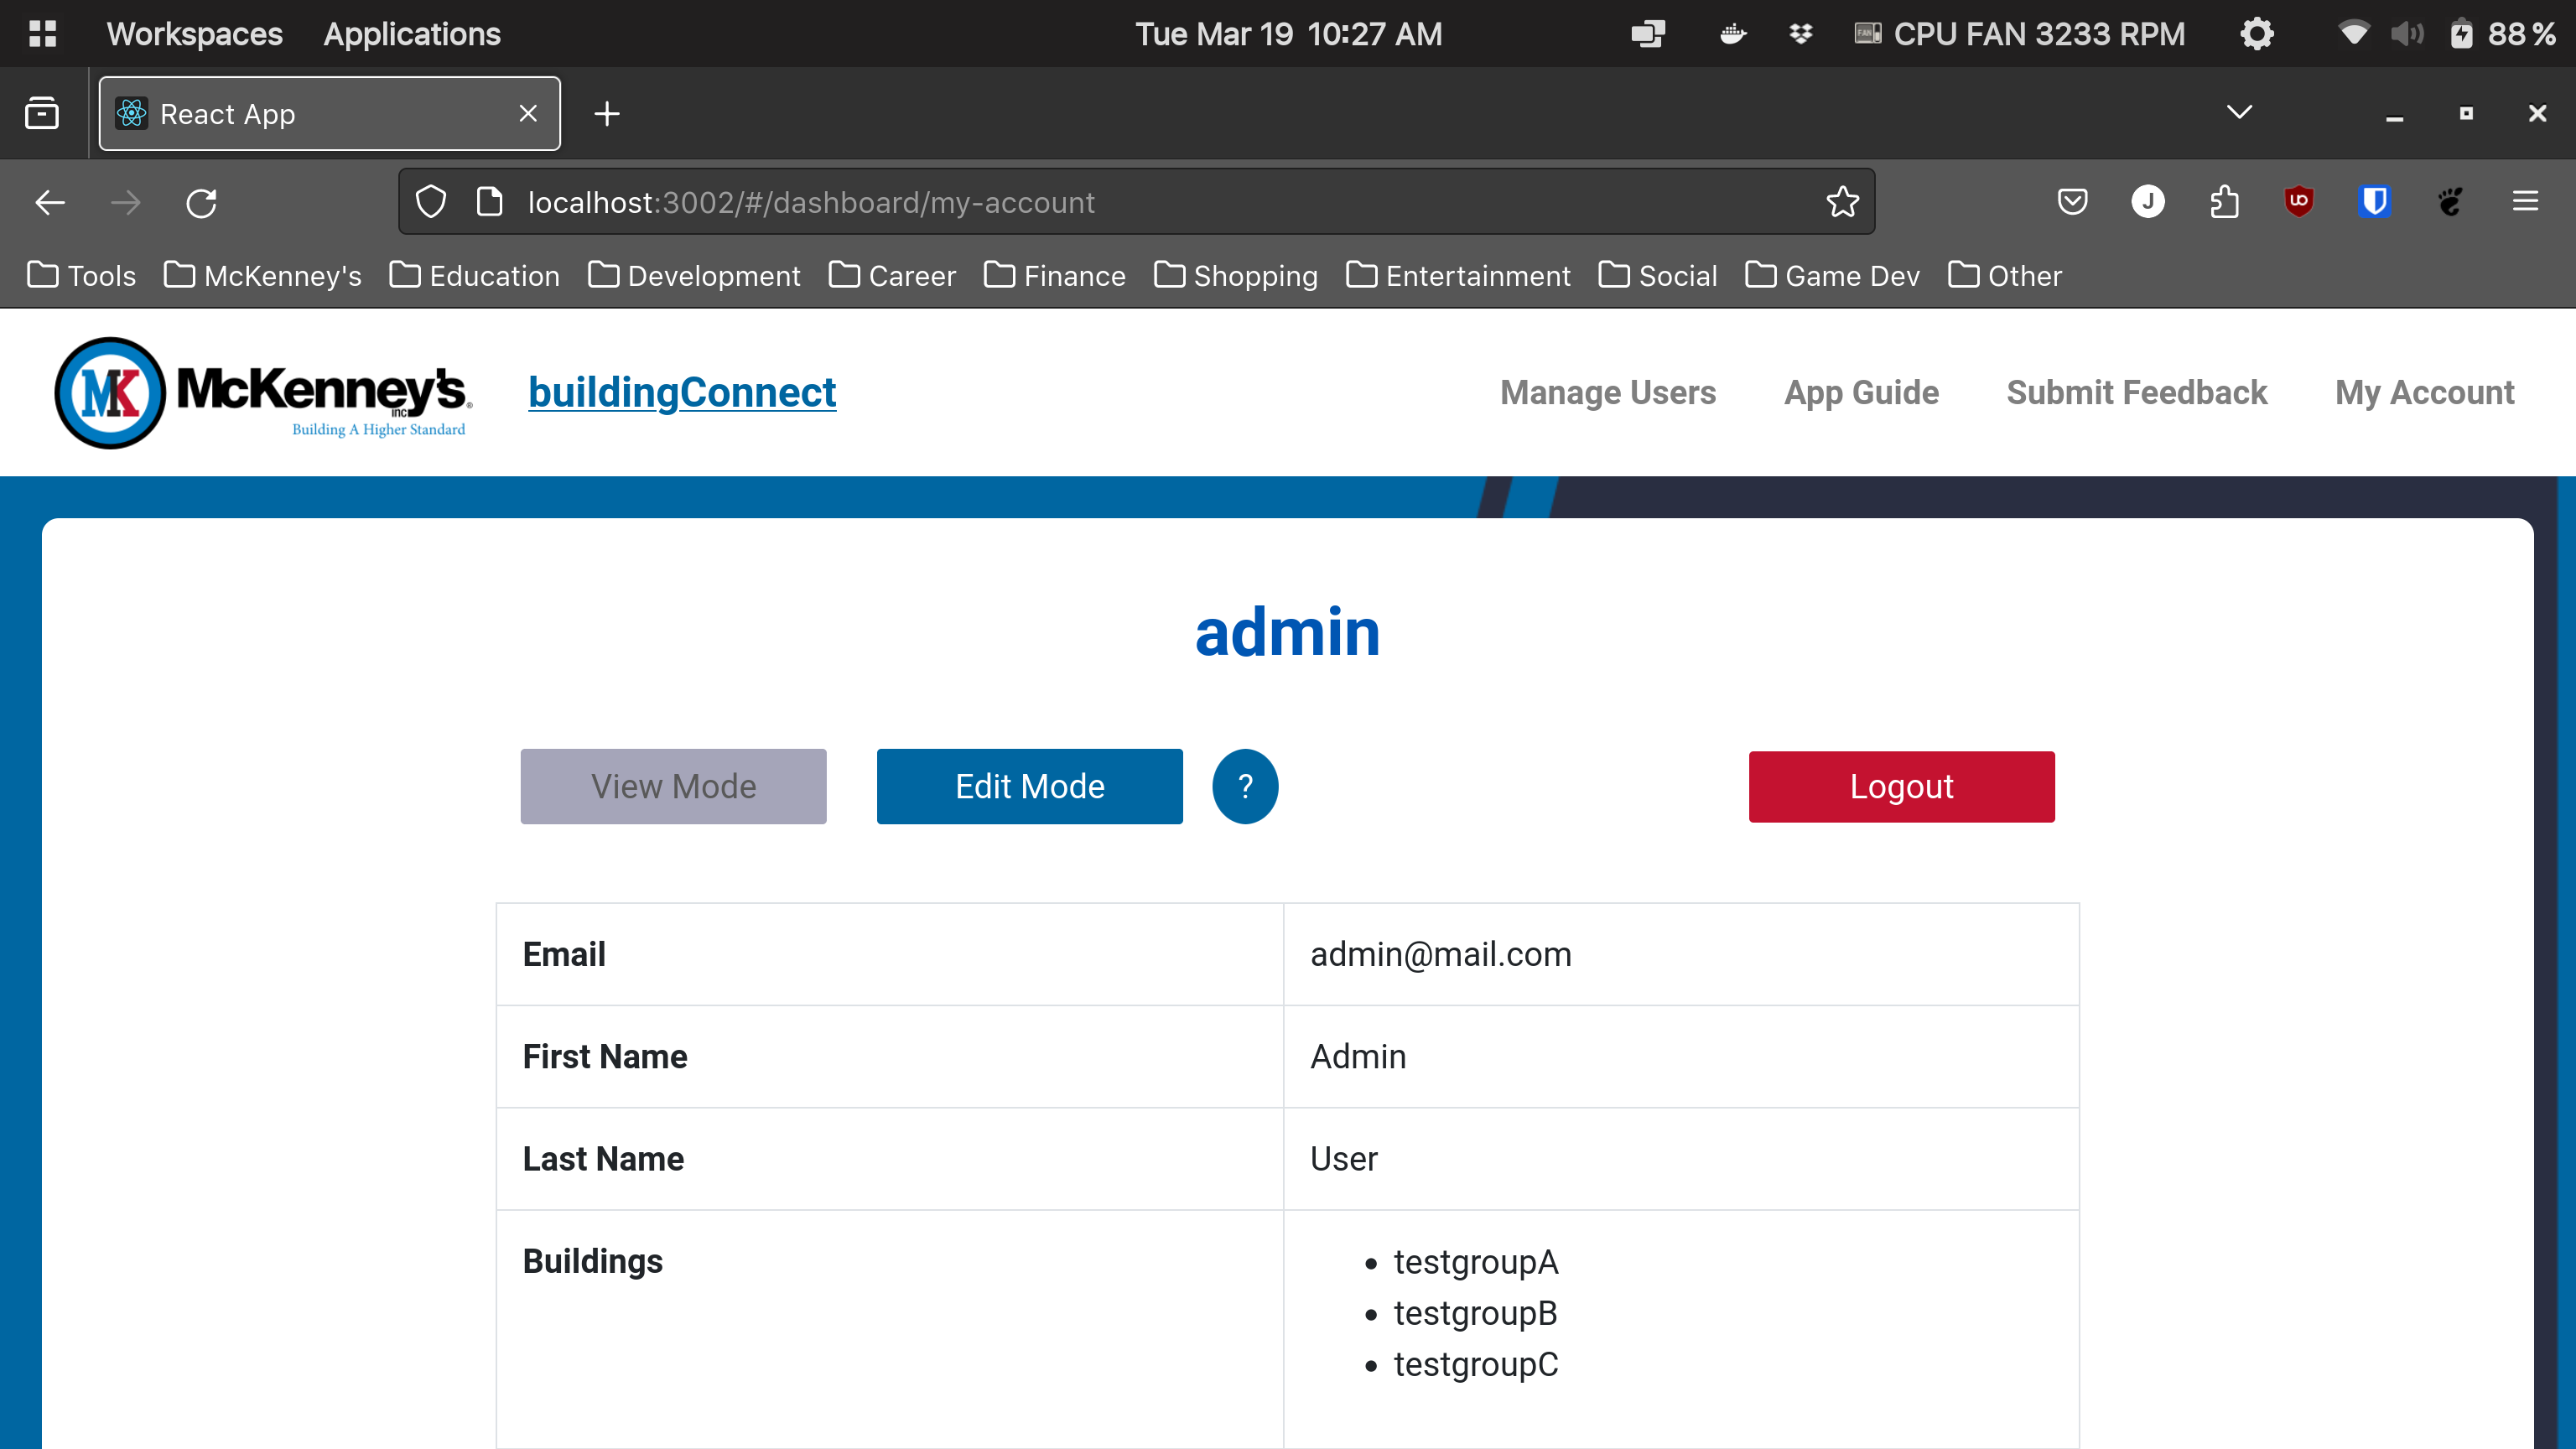 Workspaces Applications Tue Mar 19 10:27 AM FAN CPU FAN 3233 RPM 88 %
React App
localhost:3002/#/dashboard/my-account J UO
Tools McKenney's Education Development Career Finance Shopping Entertainment Social Game Dev Other
MK McKenney's INC ® buildingConnect Manage Users App Guide Submit Feedback My Account
Building A Higher Standard
admin
View Mode Edit Mode ? Logout
Email admin@mail.com
First Name Admin
Last Name User
Buildings • testgroupA
• testgroupB
• testgroupC